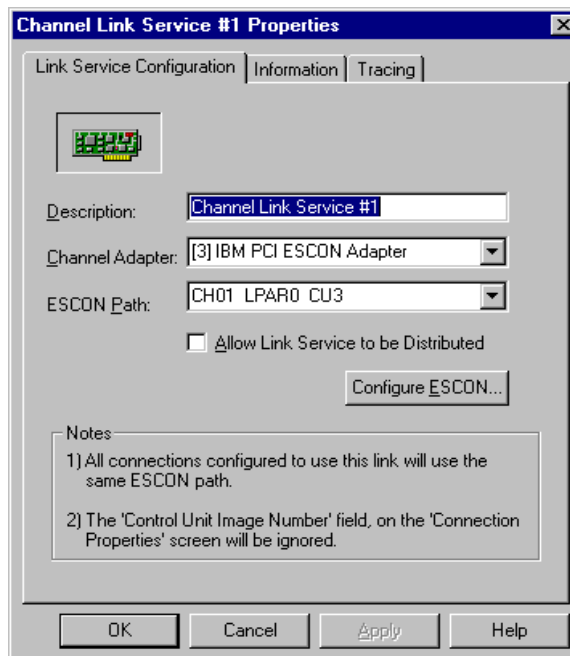 Channel Link Service #1 Properties
Link Service Configuration
Information
Tracing
Description:
Channel Link Service #1
Channel Adapter:
[3] IBM PCI ESCON Adapter
ESCON Path:
CH01 LPAR0 CU3
Allow Link Service to be Distributed
Configure ESCON...
Notes
1) All connections configured to use this link will use the
same ESCON path.
2) The 'Control Unit Image Number' field, on the 'Connection
Properties' screen will be ignored.
OK
Cancel
Apply
Help